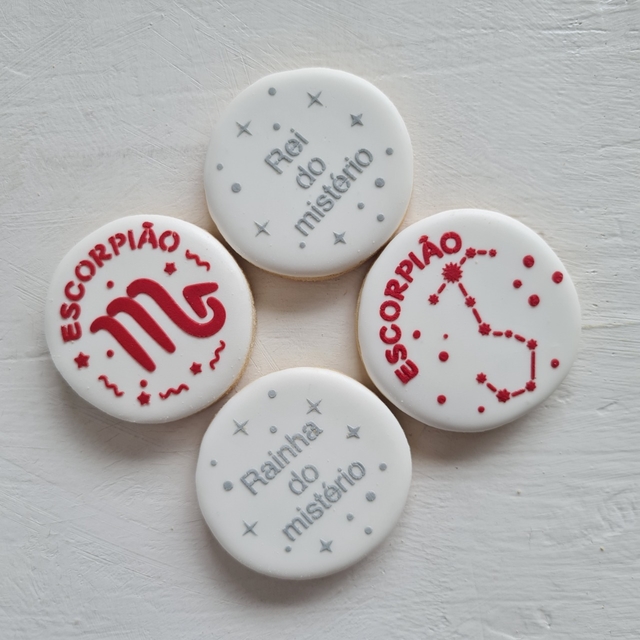 Rei
do
mistério
ESCORPIÃO
ESCORPIÃO
Rainha
do
mistério